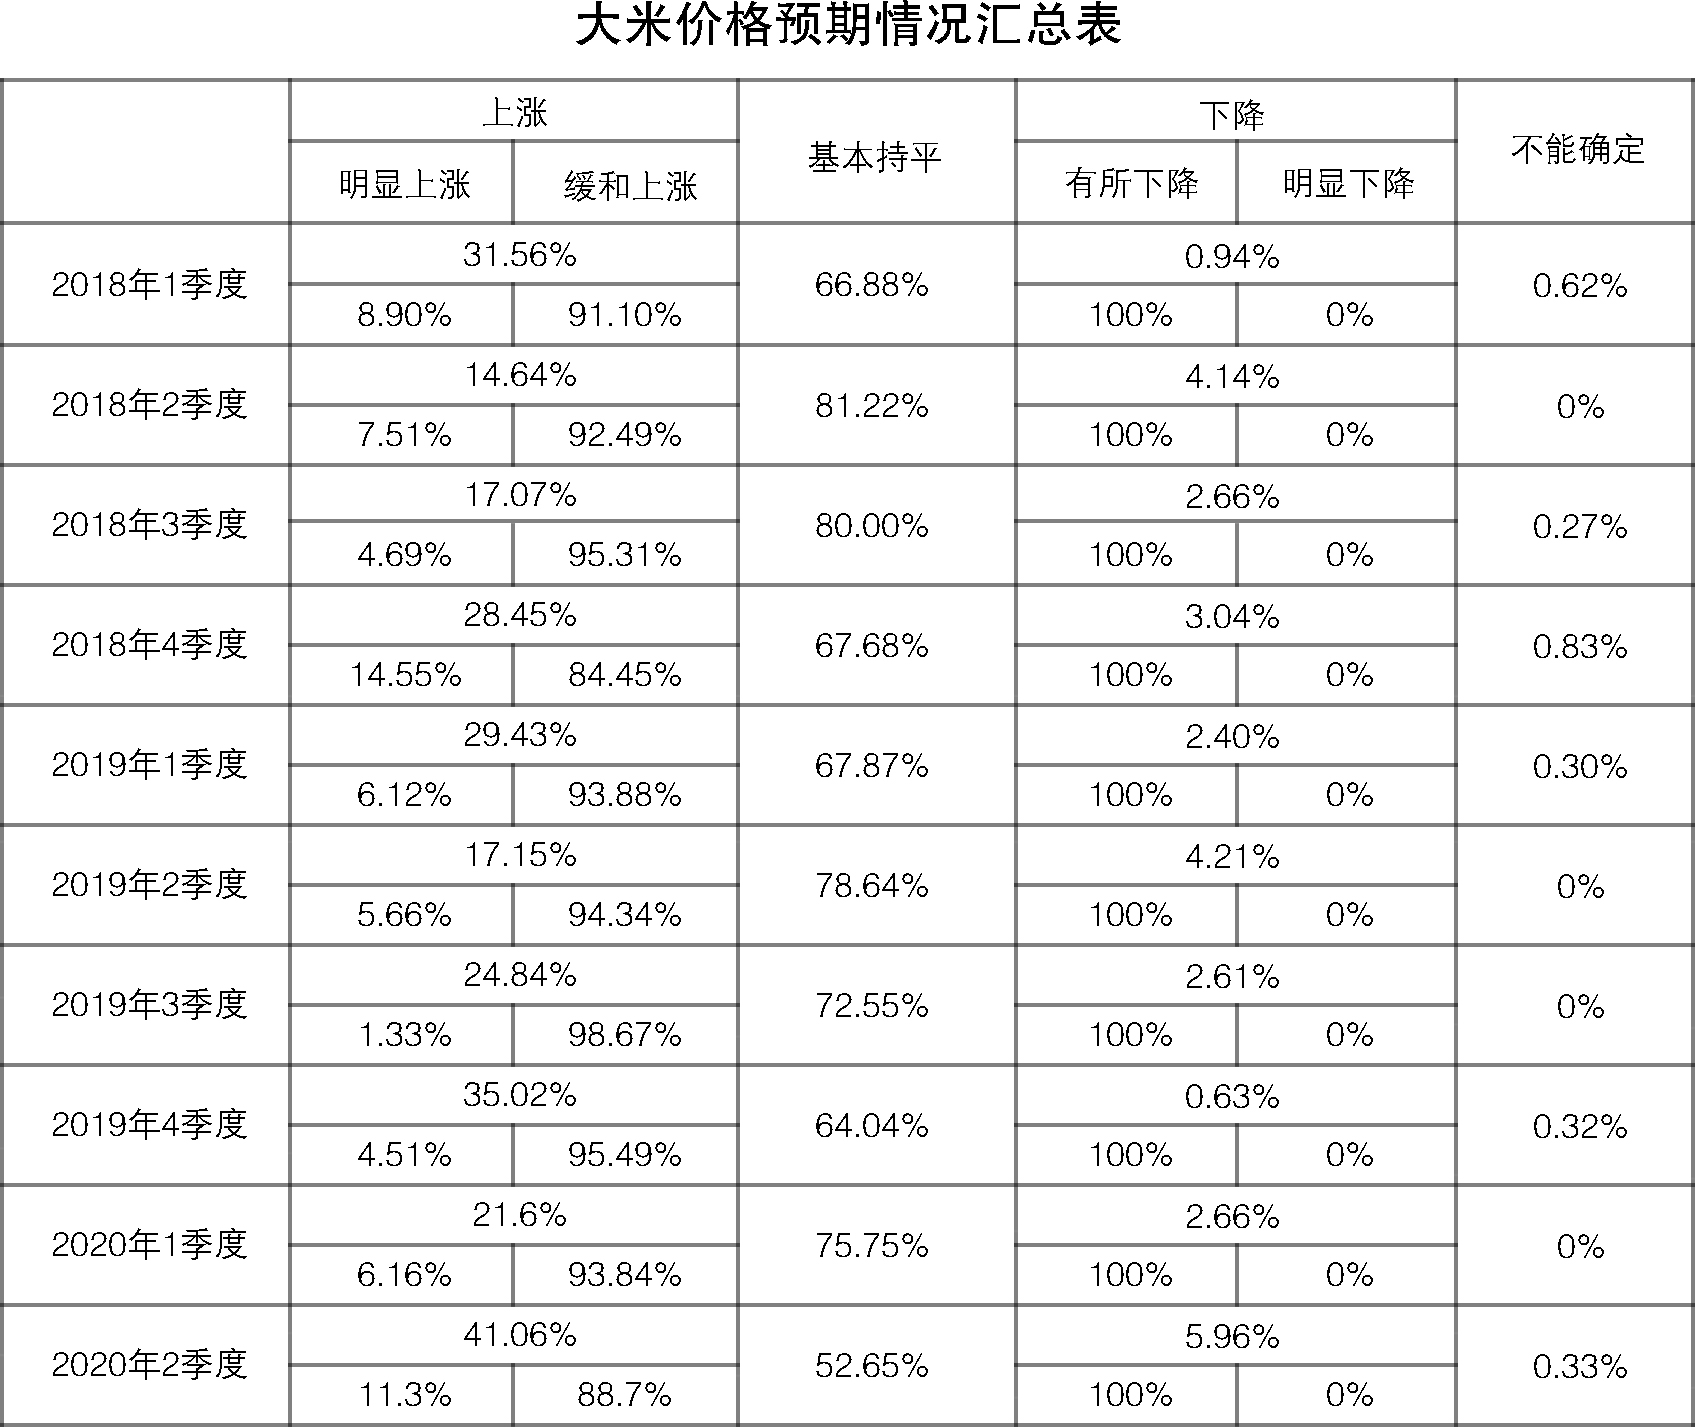 大米价格预期情况汇总表
上涨 基本持平 下降 不能确定
明显上涨 缓和上涨 有所下降 明显下降
2018年1季度 31.56% 66.88% 0.94% 0.62%
8.90% 91.10% 100% 0%
2018年2季度 14.64% 81.22% 4.14% 0%
7.51% 92.49% 100% 0%
2018年3季度 17.07% 80.00% 2.66% 0.27%
4.69% 95.31% 100% 0%
2018年4季度 28.45% 67.68% 3.04% 0.83%
14.55% 84.45% 100% 0%
2019年1季度 29.43% 67.87% 2.40% 0.30%
6.12% 93.88% 100% 0%
2019年2季度 17.15% 78.64% 4.21% 0%
5.66% 94.34% 100% 0%
2019年3季度 24.84% 72.55% 2.61% 0%
1.33% 98.67% 100% 0%
2019年4季度 35.02% 64.04% 0.63% 0.32%
4.51% 95.49% 100% 0%
2020年1季度 21.6% 75.75% 2.66% 0%
6.16% 93.84% 100% 0%
2020年2季度 41.06% 52.65% 5.96% 0.33%
11.3% 88.7% 100% 0%